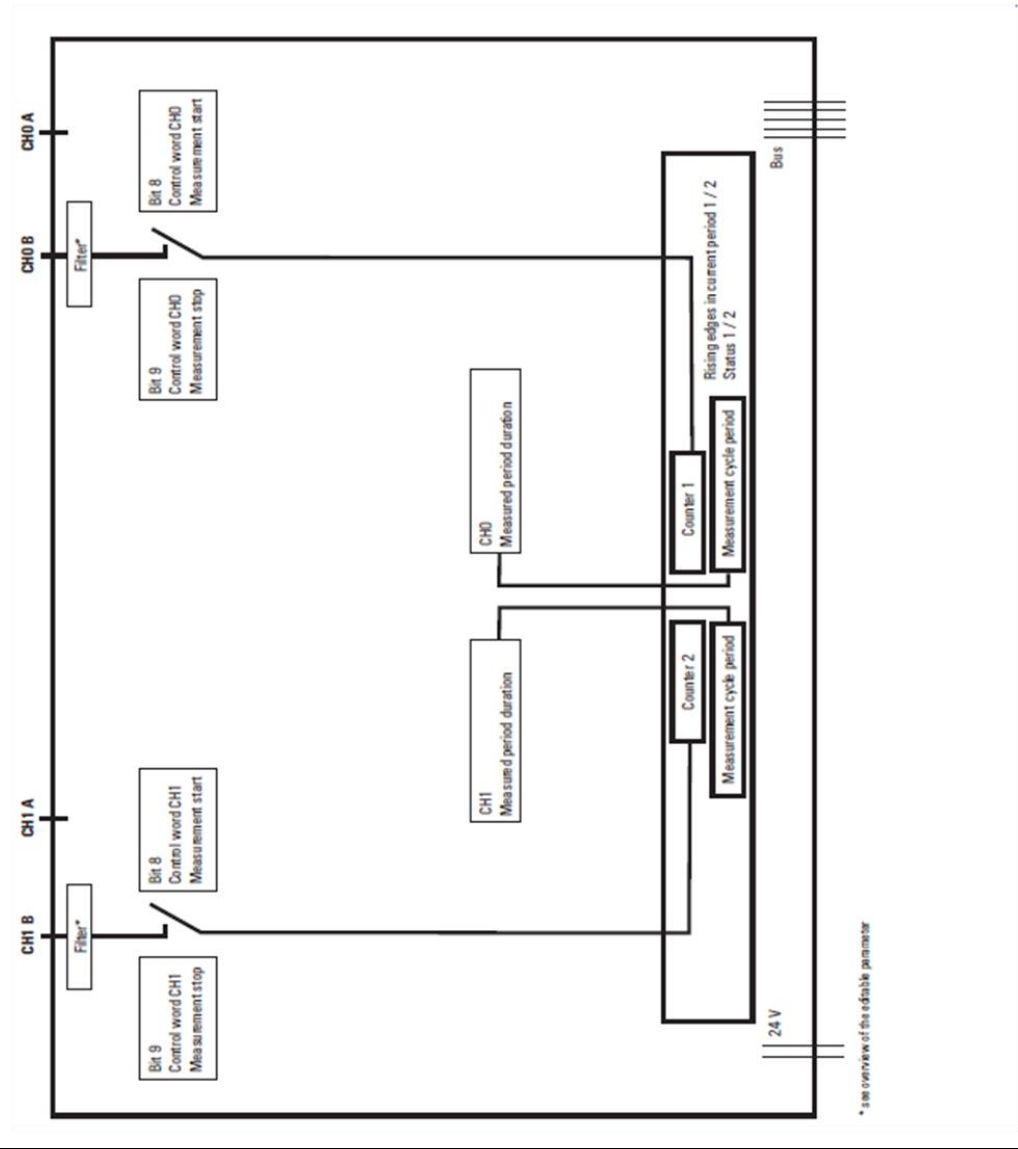 CH1 B
CH1 A
CH0 B
CH0 A
Filter*
Filter*
Bit 9
Control word CH1
Measurement stop
Bit 8
Control word CH1
Measurement start
Bit 9
Control word CH0
Measurement stop
Bit 8
Control word CH0
Measurement start
CH1
Measured period duration
CH0
Measured period duration
Counter 2
Counter 1
Measurement cycle period
Measurement cycle period
Rising edges in current period 1 / 2
Status 1 / 2
24 V
Bus
* see overview of the editable parameter